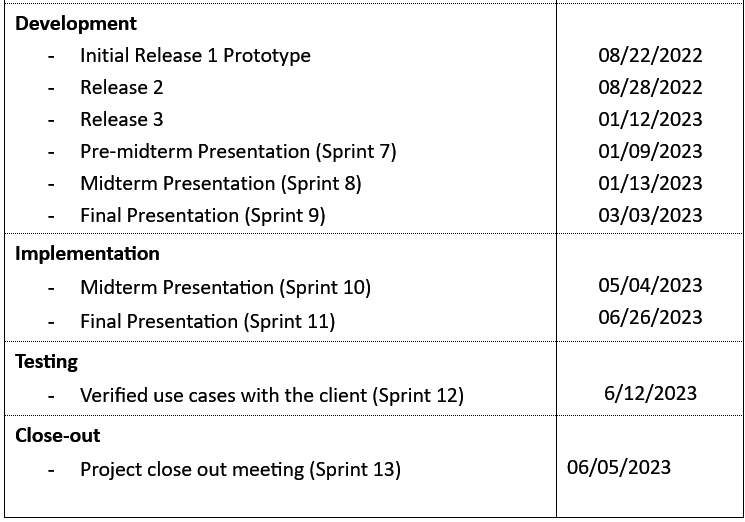 Development
- Initial Release 1 Prototype 08/22/2022
- Release 2 08/28/2022
- Release 3 01/12/2023
- Pre-midterm Presentation (Sprint 7) 01/09/2023
- Midterm Presentation (Sprint 8) 01/13/2023
- Final Presentation (Sprint 9) 03/03/2023
Implementation
- Midterm Presentation (Sprint 10) 05/04/2023
- Final Presentation (Sprint 11) 06/26/2023
Testing
- Verified use cases with the client (Sprint 12) 6/12/2023
Close-out
- Project close out meeting (Sprint 13) 06/05/2023